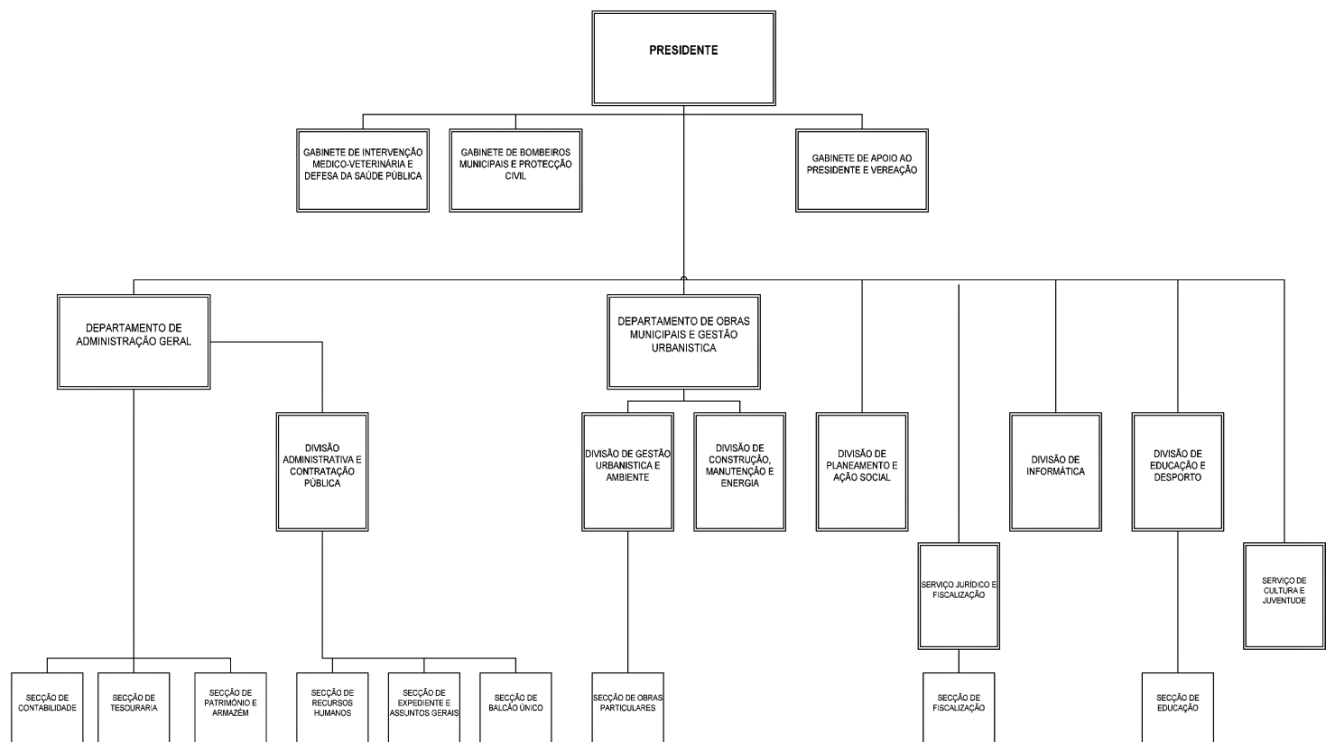 PRESIDENTE
GABINETE DE INTERVENÇÃO
MEDICO-VETERINÁRIA E
DEFESA DA SAÚDE PÚBLICA
GABINETE DE BOMBEIROS
MUNICIPAIS E PROTECÇÃO
CIVIL
GABINETE DE APOIO AO
PRESIDENTE E VEREAÇÃO
DEPARTAMENTO DE
ADMINISTRAÇÃO GERAL
DEPARTAMENTO DE OBRAS
MUNICIPAIS E GESTÃO
URBANISTICA
DIVISÃO
ADMINISTRATIVA E
CONTRATAÇÃO
PÚBLICA
DIVISÃO DE GESTÃO
URBANISTICA E
AMBIENTE
DIVISÃO DE
CONSTRUÇÃO,
MANUTENÇÃO E
ENERGIA
DIVISÃO DE
PLANEAMENTO E
AÇÃO SOCIAL
DIVISÃO DE
INFORMÁTICA
DIVISÃO DE
EDUCAÇÃO E
DESPORTO
SERVIÇO JURÍDICO E
FISCALIZAÇÃO
SERVIÇO DE
CULTURA E
JUVENTUDE
SECÇÃO DE
CONTABILIDADE
SECÇÃO DE
TESOURARIA
SECÇÃO DE
PATRIMÓNIO E
ARMAZÉM
SECÇÃO DE
RECURSOS
HUMANOS
SECÇÃO DE
EXPEDIENTE E
ASSUNTOS GERAIS
SECÇÃO DE
BALCÃO ÚNICO
SECÇÃO DE OBRAS
PARTICULARES
SECÇÃO DE
FISCALIZAÇÃO
SECÇÃO DE
EDUCAÇÃO